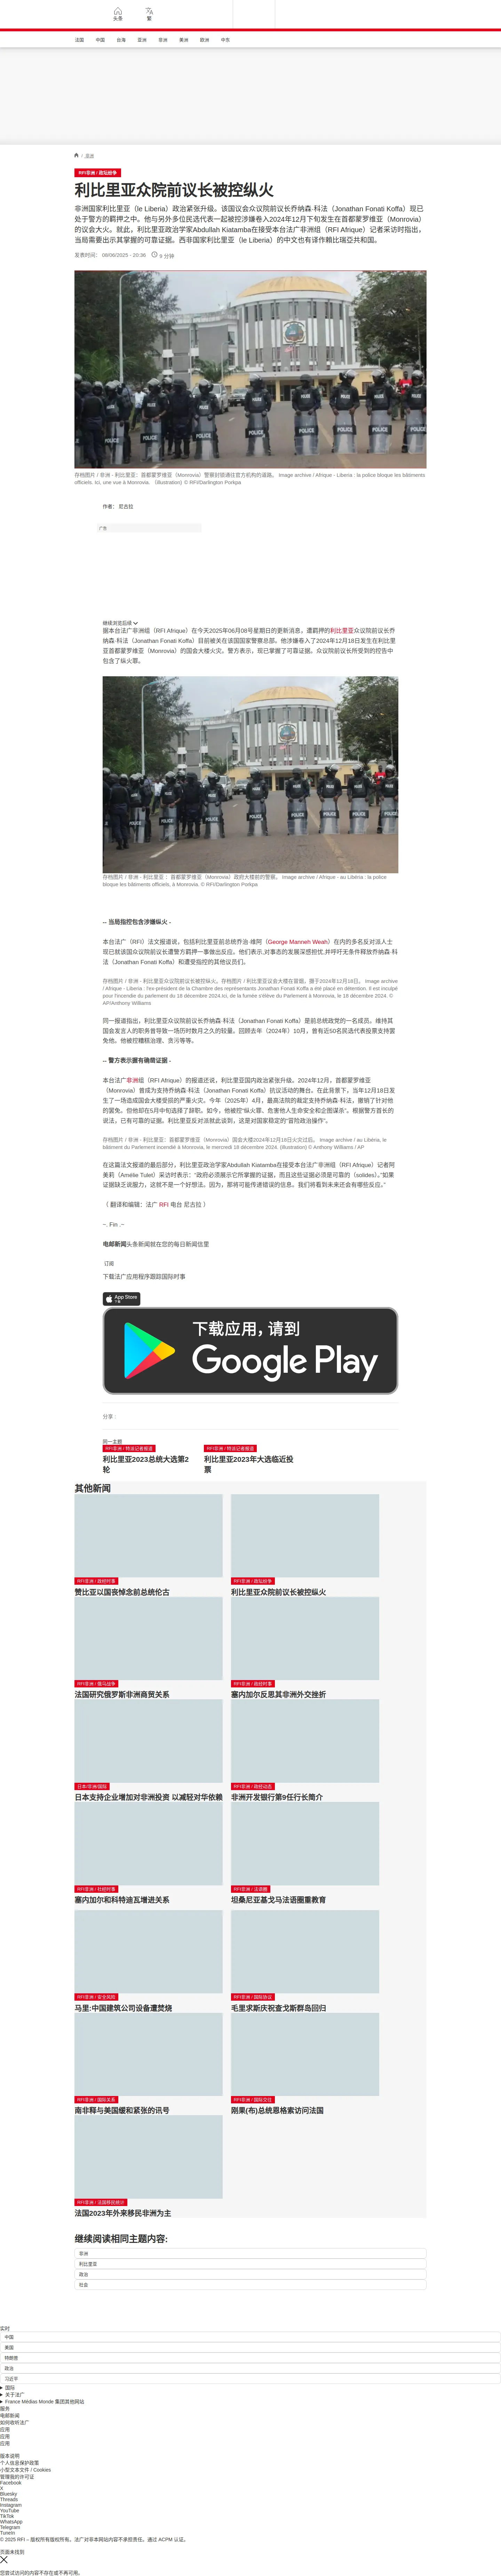 头条
繁
法国
中国
台海
亚洲
非洲
美洲
欧洲
中东
/ 非洲
RFI非洲 / 政坛纷争
利比里亚众院前议长被控纵火
非洲国家利比里亚（le Liberia）政治紧张升级。该国议会众议院前议长乔纳森·科法（Jonathan Fonati Koffa）现已
处于警方的羁押之中。他与另外多位民选代表一起被控涉嫌卷入2024年12月下旬发生在首都蒙罗维亚（Monrovia）
的议会大火。就此，利比里亚政治学家Abdullah Kiatamba在接受本台法广非洲组（RFI Afrique）记者采访时指出，
当局需要出示其掌握的可靠证据。西非国家利比里亚（le Liberia）的中文也有译作赖比瑞亞共和国。
发表时间： 08/06/2025 - 20:36
9 分钟
存档图片 / 非洲 - 利比里亚：首都蒙罗维亚（Monrovia）警察封锁通往官方机构的道路。 Image archive / Afrique - Liberia : la police bloque les bâtiments
officiels. Ici, une vue à Monrovia. （illustration) © RFI/Darlington Porkpa
作者： 尼古拉
广告
继续浏览后续
据本台法广非洲组（RFI Afrique）在今天2025年06月08号星期日的更新消息，遭羁押的利比里亚众议院前议长乔
纳森·科法（Jonathan Fonati Koffa）目前被关在该国国家警察总部。他涉嫌卷入了2024年12月18日发生在利比里
亚首都蒙罗维亚（Monrovia）的国会大楼火灾。警方表示，现已掌握了可靠证据。众议院前议长所受到的控告中
包含了纵火罪。
存档图片 / 非洲 - 利比里亚 ：首都蒙罗维亚（Monrovia）政府大楼前的警察。 Image archive / Afrique - au Libéria : la police
bloque les bâtiments officiels, à Monrovia. © RFI/Darlington Porkpa
-- 当局指控包含涉嫌纵火 -
本台法广（RFI）法文报道说，包括利比里亚前总统乔治·维阿（George Manneh Weah）在内的多名反对派人士
现已就该国众议院前议长遭警方羁押一事做出反应。他们表示,对事态的发展深感担忧,并呼吁无条件释放乔纳森·科
法（Jonathan Fonati Koffa）和遭受指控的其他议员们。
存档图片 / 非洲 - 利比里亚众议院前议长被控纵火。存档图片 / 利比里亚议会大楼在冒烟。摄于2024年12月18日。 Image archive
/ Afrique - Liberia : l'ex-président de la Chambre des représentants Jonathan Fonati Koffa a été placé en détention. Il est inculpé
pour l'incendie du parlement du 18 décembre 2024.Ici, de la fumée s'élève du Parlement à Monrovia, le 18 décembre 2024. ©
AP/Anthony Williams
同一报道指出，利比里亚众议院前议长乔纳森·科法（Jonathan Fonati Koffa）是前总统政党的一名成员。维持其
国会发言人的职务曾导致一场历时数月之久的较量。回顾去年（2024年）10月，曾有近50名民选代表投票支持罢
免他。他被控糟糕治理、贪污等等。
-- 警方表示握有确凿证据 -
本台法广非洲组（RFI Afrique）的报道还说，利比里亚国内政治紧张升级。2024年12月，首都蒙罗维亚
（Monrovia）曾成为支持乔纳森·科法（Jonathan Fonati Koffa）抗议活动的舞台。在此背景下，当年12月18日发
生了一场造成国会大楼受损的严重火灾。今年（2025年）4月，最高法院的裁定支持乔纳森·科法，撤销了针对他
的罢免。但他却在5月中旬选择了辞职。如今，他被控“纵火罪、危害他人生命安全和企图谋杀”。根据警方首长的
说法，已有可靠的证据。利比里亚反对派就此谈到，这是对国家稳定的“冒险政治操作”。
存档图片 / 非洲 - 利比里亚：首都蒙罗维亚（Monrovia）国会大楼2024年12月18日火灾过后。 Image archive / au Libéria, le
bâtiment du Parlement incendié à Monrovia, le mercredi 18 décembre 2024. (Illustration) © Anthony Williams / AP
在这篇法文报道的最后部分，利比里亚政治学家Abdullah Kiatamba在接受本台法广非洲组（RFI Afrique）记者阿
美莉（Amélie Tulet）采访时表示：“政府必须展示它所掌握的证据，而且这些证据必须是可靠的（solides）。”如果
证据缺乏说服力，这就不是一个好想法。因为，那将可能传递错误的信息。我们将看到未来还会有哪些反应。”
（ 翻译和编辑：法广 RFI 电台 尼古拉 ）
~. Fin .~
电邮新闻头条新闻就在您的每日新闻信里
订阅
下载法广应用程序跟踪国际时事
App Store
下载
下载应用，请到
Google Play
分享 :
同一主题
RFI非洲 / 特派记者报道
利比里亚2023总统大选第2
轮
RFI非洲 / 特派记者报道
利比里亚2023年大选临近投
票
其他新闻
RFI非洲 / 政经时事
赞比亚以国丧悼念前总统伦古
RFI非洲 / 政坛纷争
利比里亚众院前议长被控纵火
RFI非洲 / 俄乌战争
法国研究俄罗斯非洲商贸关系
RFI非洲 / 政经时事
塞内加尔反思其非洲外交挫折
日本/非洲/国际
日本支持企业增加对非洲投资 以减轻对华依赖
RFI非洲 / 政经动态
非洲开发银行第9任行长简介
RFI非洲 / 社经时事
塞内加尔和科特迪瓦增进关系
RFI非洲 / 法语圈
坦桑尼亚基戈马法语圈重教育
RFI非洲 / 安全风险
马里:中国建筑公司设备遭焚烧
RFI非洲 / 国际协议
毛里求斯庆祝查戈斯群岛回归
RFI非洲 / 国际关系
南非释与美国缓和紧张的讯号
RFI非洲 / 国际交往
刚果(布)总统恩格索访问法国
RFI非洲 / 法国移民统计
法国2023年外来移民非洲为主
继续阅读相同主题内容:
非洲
利比里亚
政治
社会
实时
中国
美国
特朗普
政治
习近平
国际
关于法广
France Médias Monde 集团其他网站
服务
电邮新闻
如何收听法广
应用
应用
应用
版本说明
个人信息保护政策
小型文本文件 / Cookies
管理我的许可证
Facebook
X
Bluesky
Threads
Instagram
YouTube
TikTok
WhatsApp
Telegram
TuneIn
© 2025 RFI – 版权所有版权所有。法广对非本网站内容不承担责任。通过 ACPM 认证。
页面未找到
您尝试访问的内容不存在或不再可用。